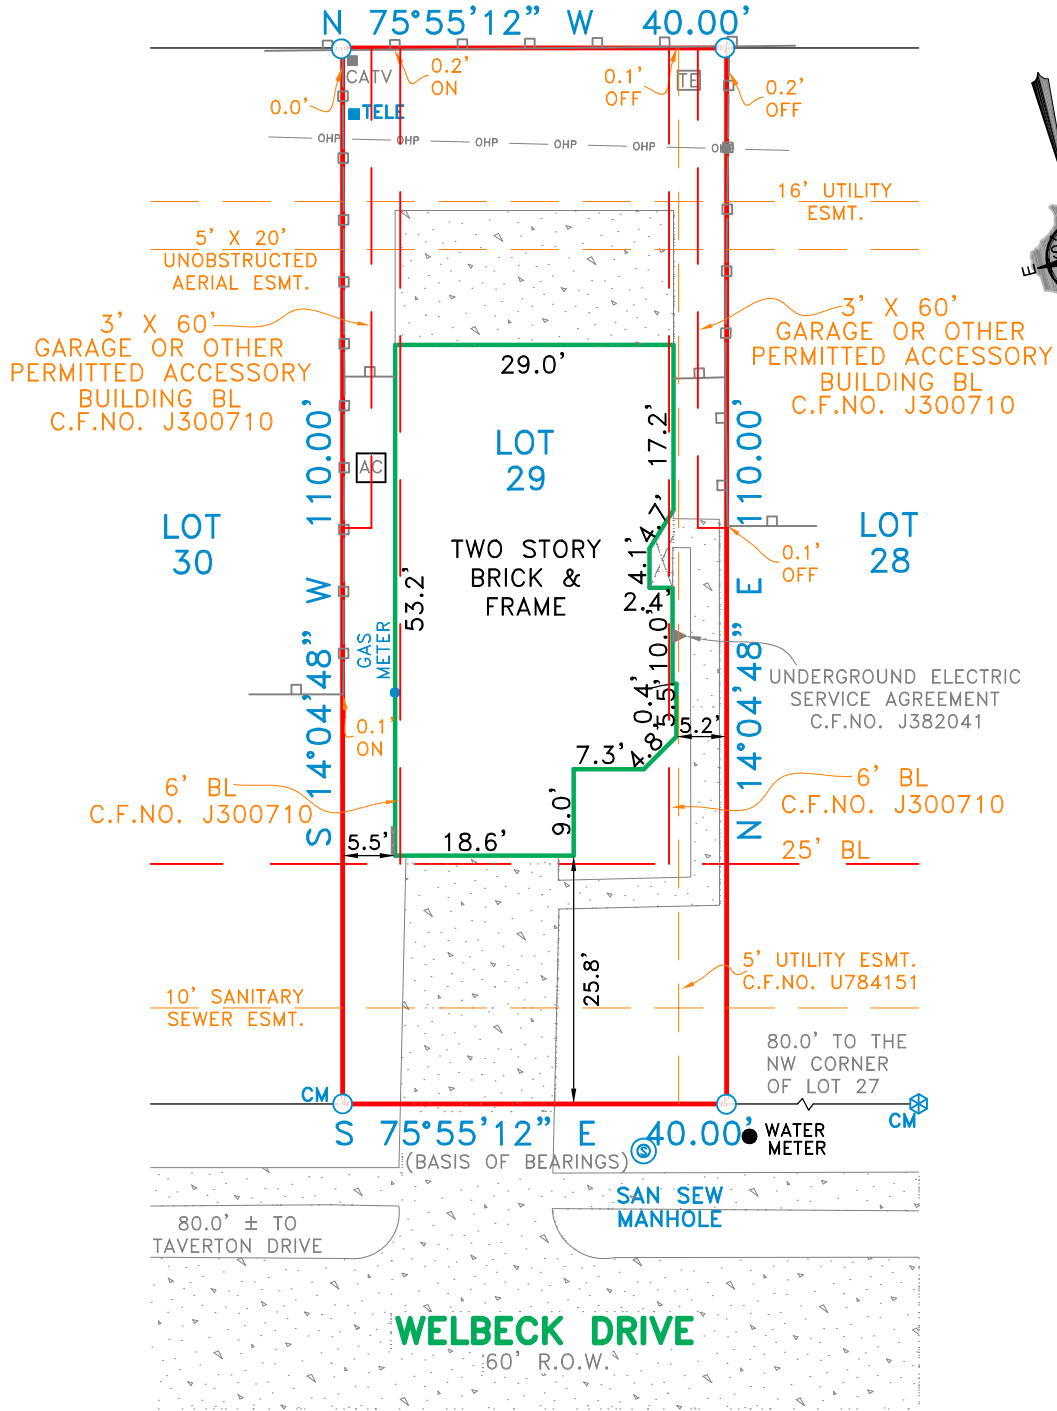 N 75°55'12" W 40.00'
CATV
TELE
0.0'
0.2'
ON
0.1'
OFF
TE
0.2'
OFF
OHP OHP OHP OHP OHP
16' UTILITY
ESMT.
5' X 20'
UNOBSTRUCTED
AERIAL ESMT.
E
3' X 60'
GARAGE OR OTHER
PERMITTED ACCESSORY
BUILDING BL
C.F.NO. J300710
3' X 60'
GARAGE OR OTHER
PERMITTED ACCESSORY
BUILDING BL
C.F.NO. J300710
29.0'
LOT
29
17.2'
AC
S 14°04'48" W 110.00'
N 14°04'48" E 110.00'
LOT
30
LOT
28
4.7'
4.1'
2.4'
TWO STORY
BRICK &
FRAME
0.1'
OFF
53.2'
GAS
METER
10.0'
0.4'
5.5'
4.8'
5.2'
UNDERGROUND ELECTRIC
SERVICE AGREEMENT
C.F.NO. J382041
0.1'
ON
7.3'
9.0'
6' BL
C.F.NO. J300710
6' BL
C.F.NO. J300710
5.5'
18.6'
25' BL
25.8'
5' UTILITY ESMT.
C.F.NO. U784151
10' SANITARY
SEWER ESMT.
80.0' TO THE
NW CORNER
OF LOT 27
CM
CM
S 75°55'12" E 40.00'
(BASIS OF BEARINGS)
S
WATER
METER
SAN SEW
MANHOLE
80.0' ± TO
TAVERTON DRIVE
WELBECK DRIVE
60' R.O.W.